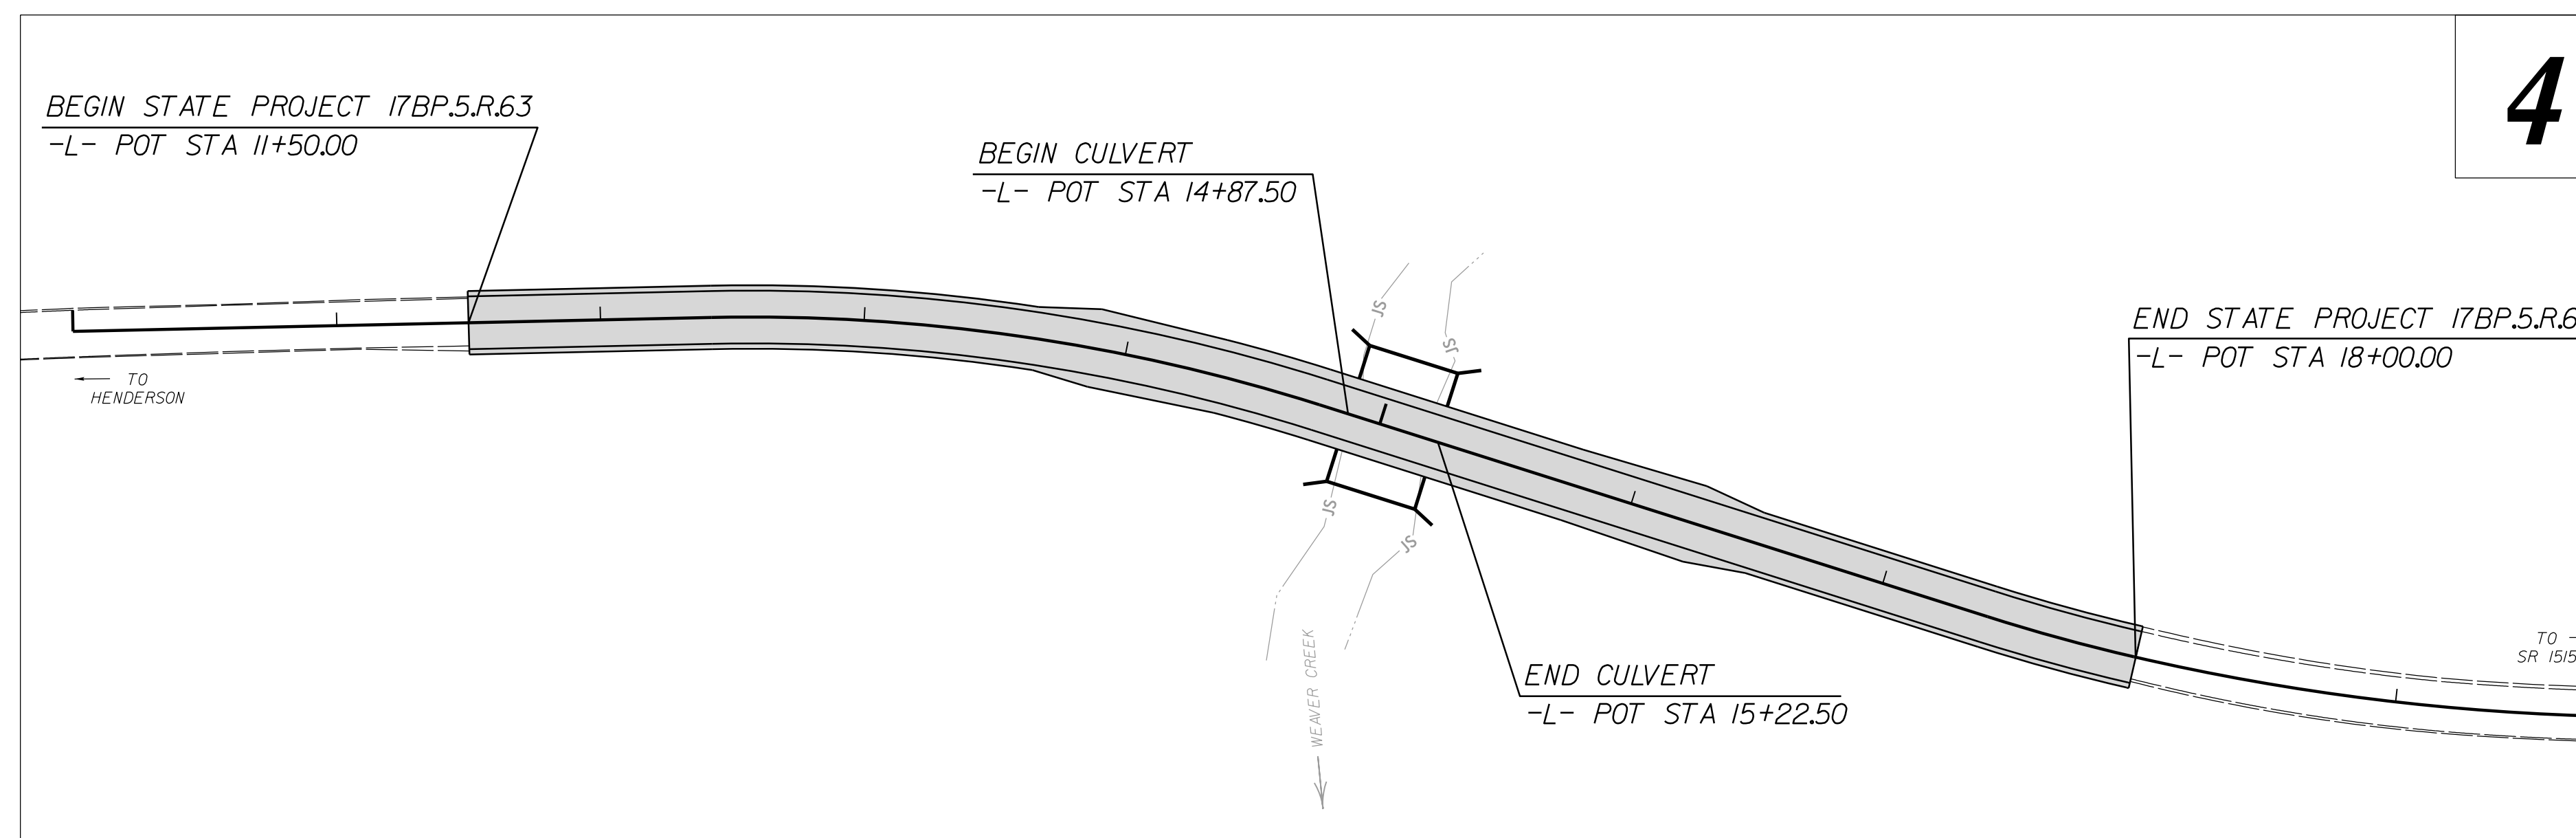 4
BEGIN STATE PROJECT 17BP.5.R.63
-L- POT STA 11+50.00
BEGIN CULVERT
-L- POT STA 14+87.50
JS
JS
END STATE PROJECT 17BP.5.R.6
-L- POT STA 18+00.00
TO
HENDERSON
JS
JS
TO
SR 1515
END CULVERT
-L- POT STA 15+22.50
WEAVER CREEK